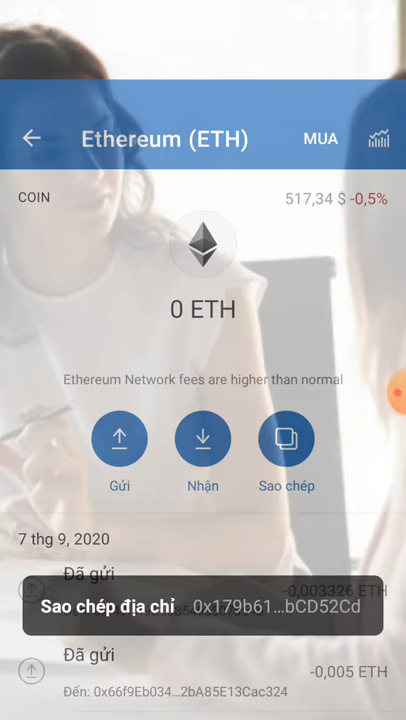 Ethereum (ETH)
MUA
COIN
517,34 $ -0,5%
0 ETH
Ethereum Network fees are higher than normal
Gửi
Nhận
Sao chép
7 thg 9, 2020
Đã gửi
-0,003326 ETH
Sao chép địa chỉ 0x179b61...bCD52Cd
Đã gửi
-0,005 ETH
Đến: 0x66f9Eb034...2bA85E13Cac324